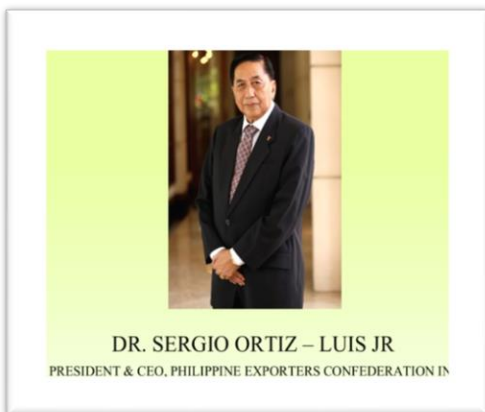 DR. SERGIO ORTIZ – LUIS JR
PRESIDENT & CEO, PHILIPPINE EXPORTERS CONFEDERATION IN